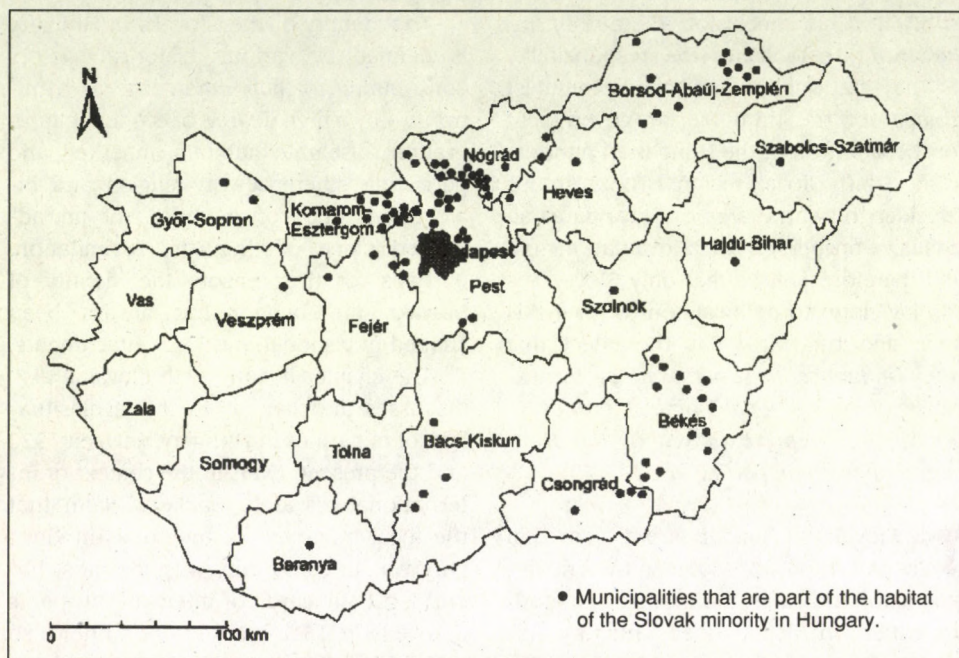 N
Borsod-Abaúj-Zemplén
Szabolcs-Szatmár
Nógrád
Heves
Győr-Sopron
Komarom
Esztergom
Hajdú-Bihar
Pest
Vas
Szolnok
Veszprém
Fejér
Zala
Békés
Bács-Kiskun
Tolna
Somogy
Csongrád
Baranya
● Municipalities that are part of the habitat
of the Slovak minority in Hungary.
0 100 km